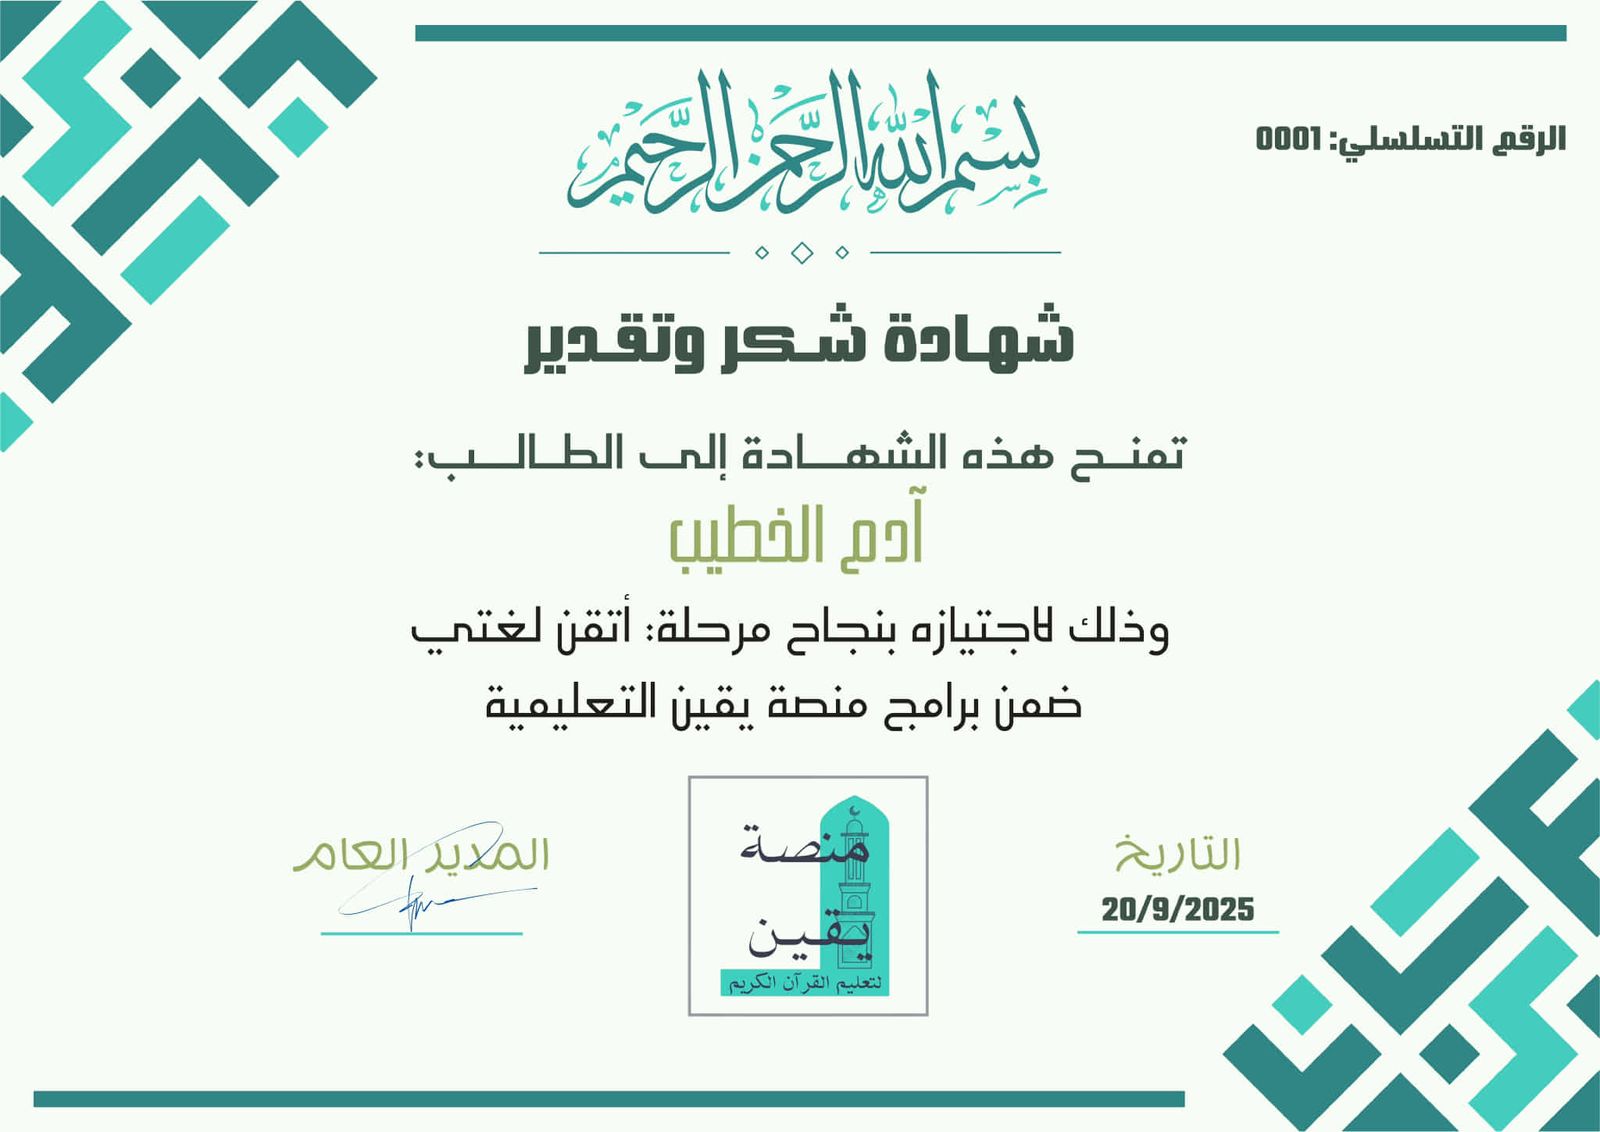 بسم الله الرحمن الرحيم
الرقم التسلسلي: 0001
شهادة شكر وتقدير
تمنح هذه الشهادة إلى الطالب:
آدم الخطيب
وذلك لاجتيازه بنجاح مرحلة: أتقن لغتي
ضمن برامج منصة يقين التعليمية
التاريخ
20/9/2025
منصة
يقين
لتعليم القرآن الكريم
المدير العام